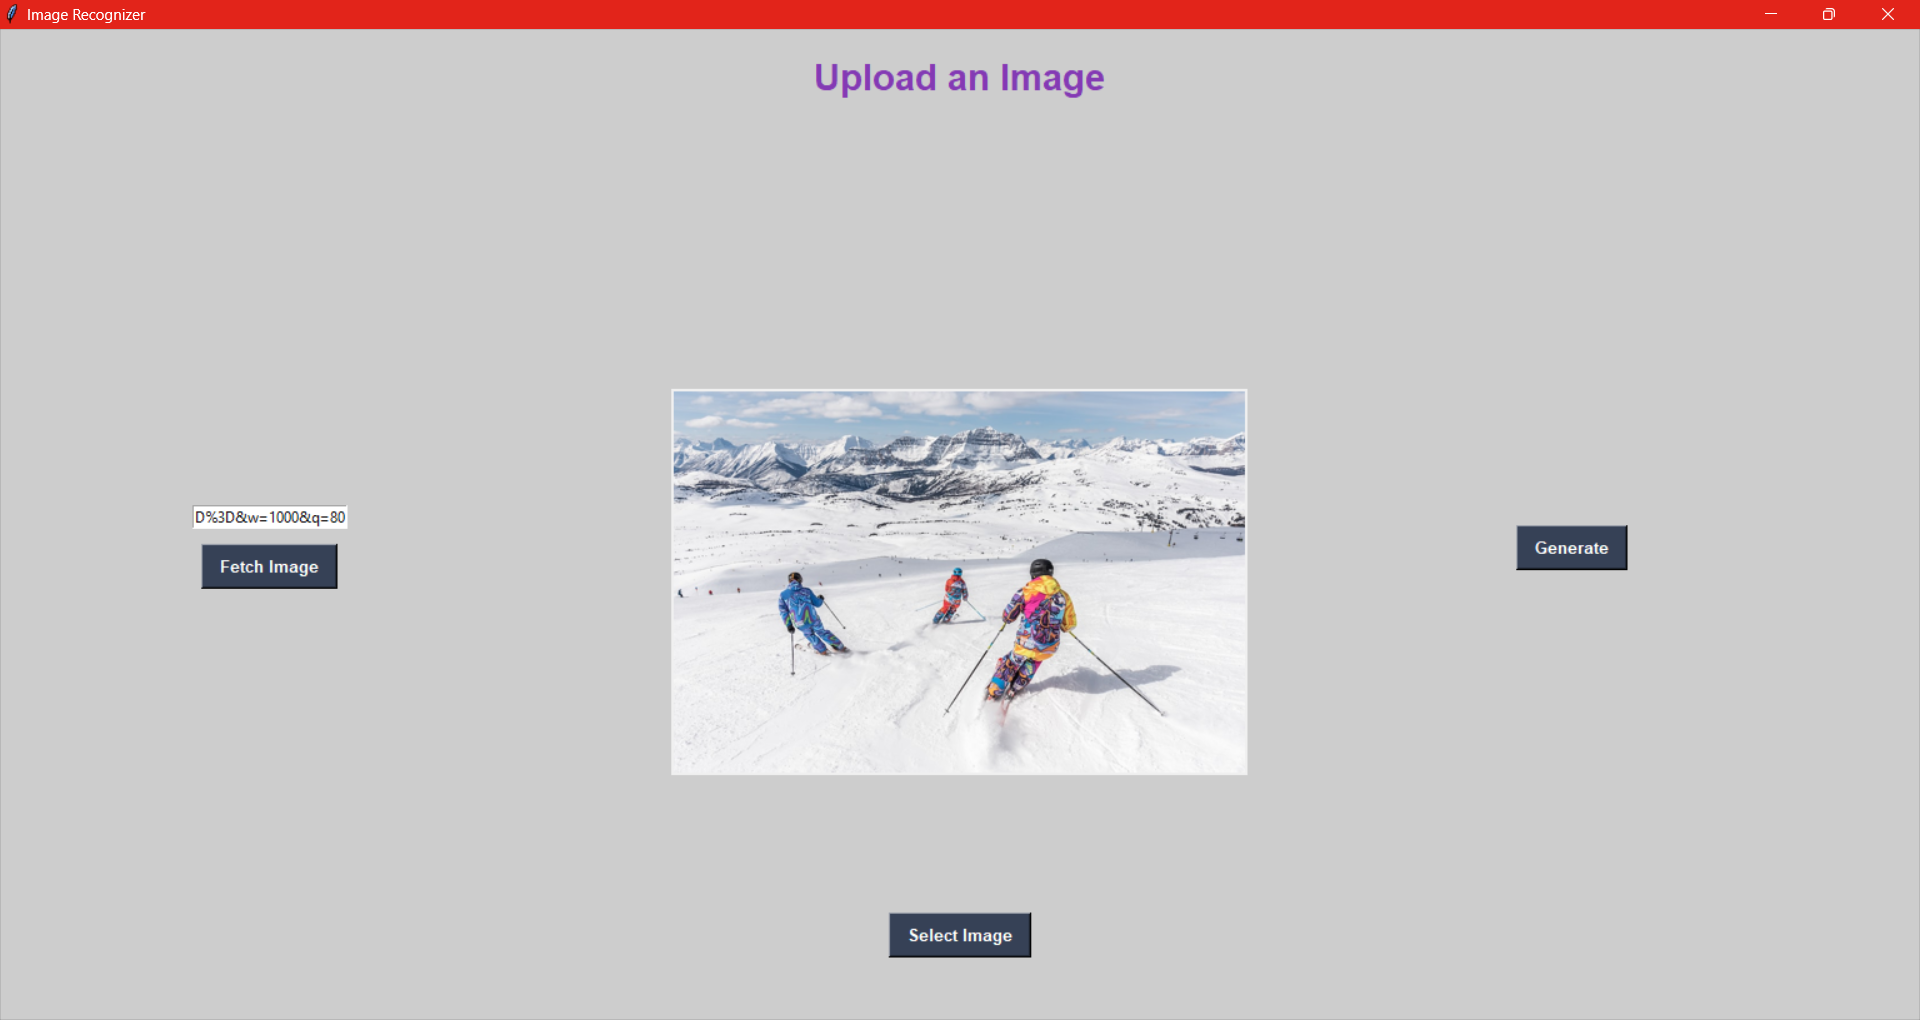 Image Recognizer
Upload an Image
D%3D&w=1000&q=80
Fetch Image
Generate
Select Image